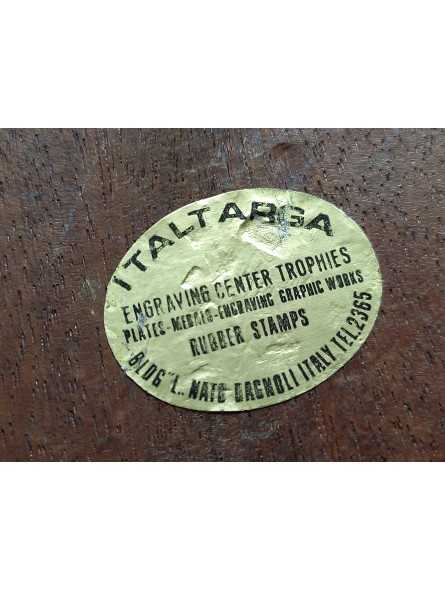 ITALTARGA
ENGRAVING CENTER TROPHIES
PLATES-MEDALS-ENGRAVING GRAPHIC WORKS
RUBBER STAMPS
BLDG "L.. NATO BAGNOLI ITALY TEL.2365